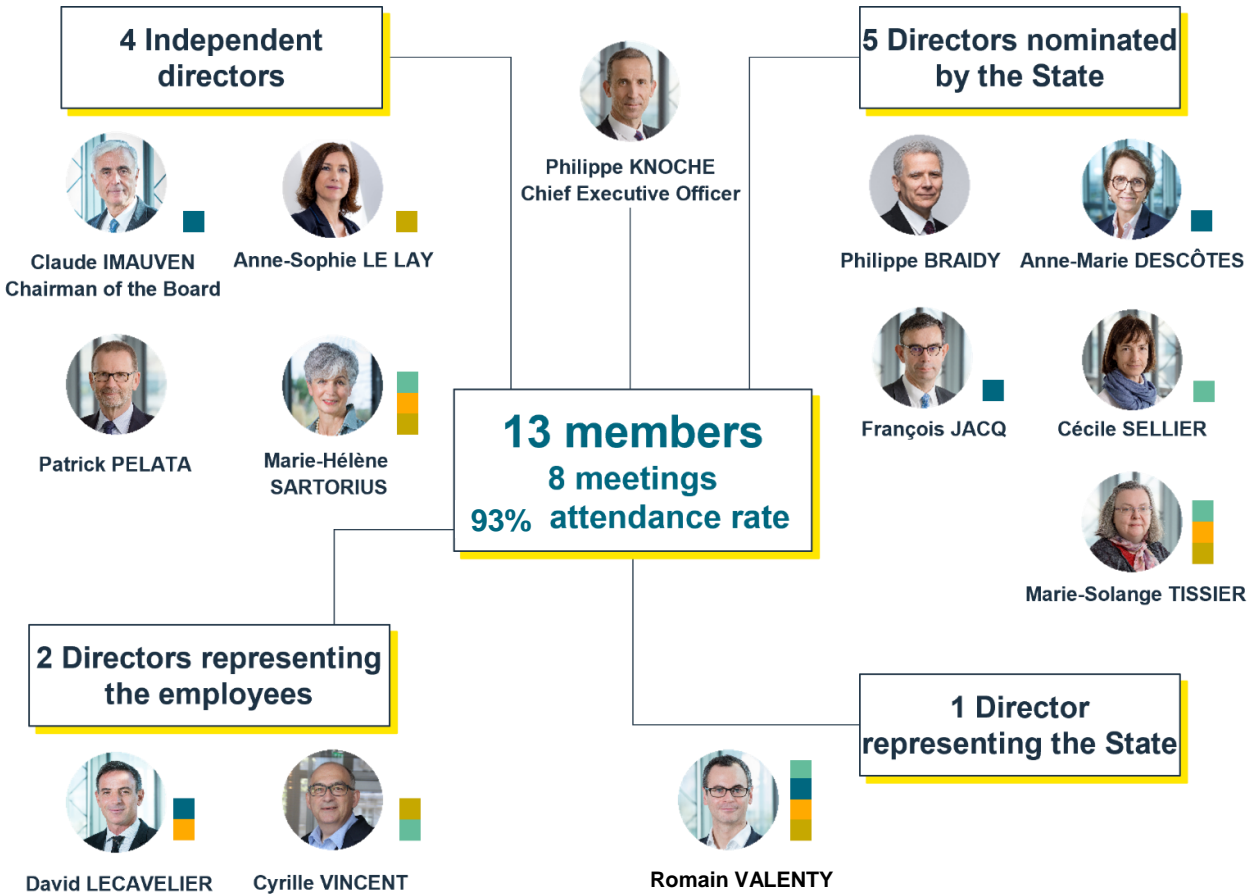 4 Independent
directors
Philippe KNOCHE
Chief Executive Officer
5 Directors nominated
by the State
Claude IMAUVEN
Chairman of the Board
Anne-Sophie LE LAY
Philippe BRAIDY
Anne-Marie DESCÔTES
Patrick PELATA
Marie-Hélène
SARTORIUS
13 members
8 meetings
93% attendance rate
François JACQ
Cécile SELLIER
Marie-Solange TISSIER
2 Directors representing
the employees
1 Director
representing the State
David LECAVELIER
Cyrille VINCENT
Romain VALENTY